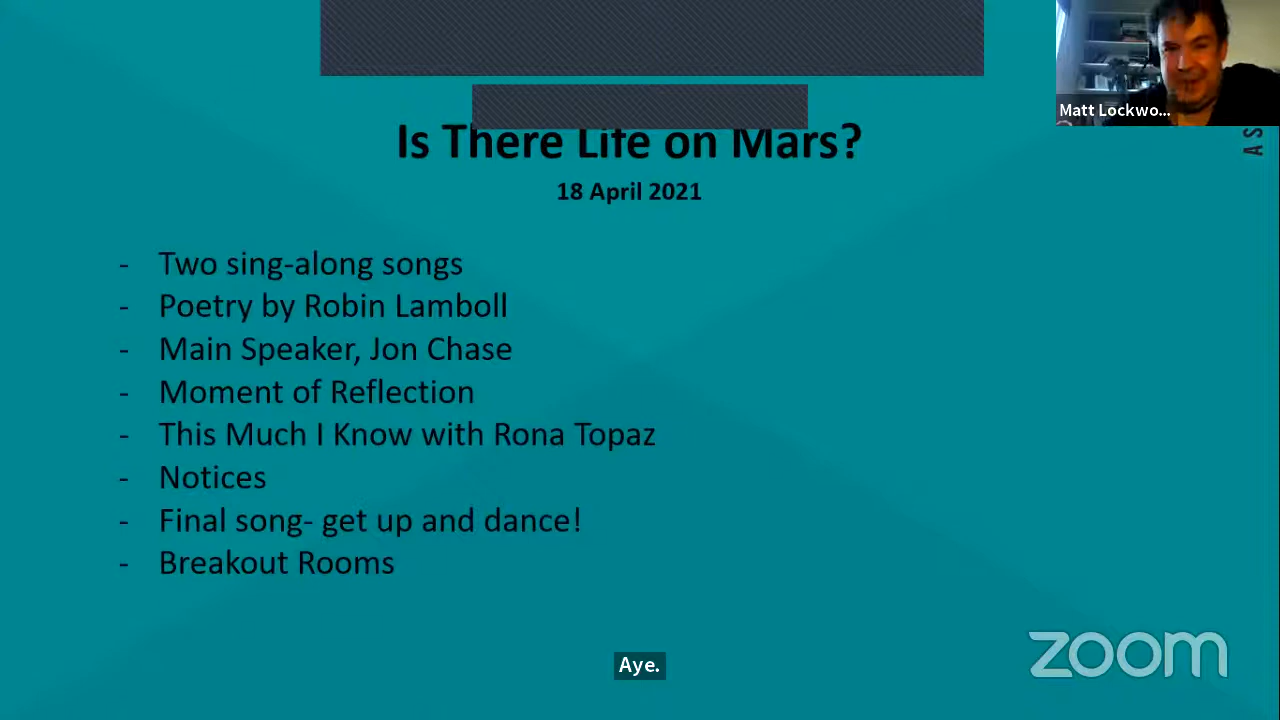 Is There Life on Mars?
18 April 2021
- Two sing-along songs
- Poetry by Robin Lamboll
- Main Speaker, Jon Chase
- Moment of Reflection
- This Much I Know with Rona Topaz
- Notices
- Final song- get up and dance!
- Breakout Rooms
Matt Lockwo...
AS
Aye.
zoom